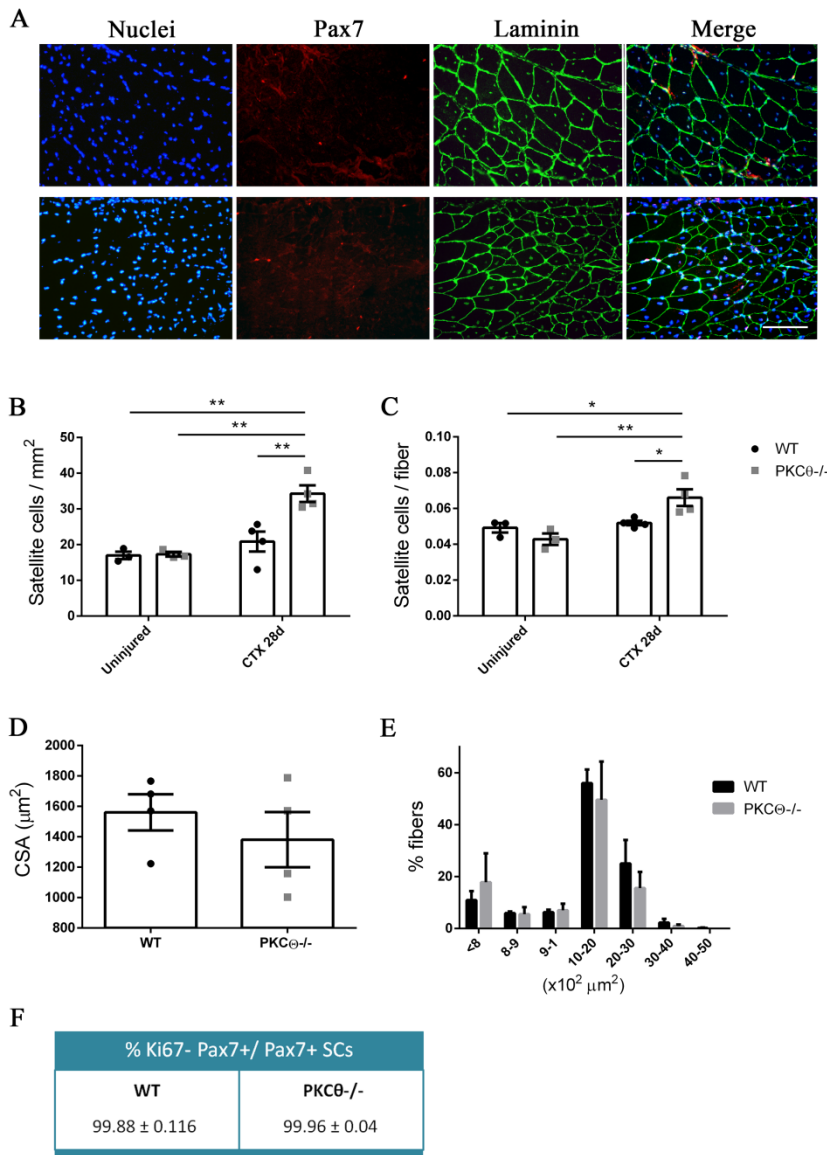 A
Nuclei Pax7 Laminin Merge
B
Satellite cells / mm2
50
40
30
20
10
0
** 
**
**
Uninjured
CTX 28d
C
Satellite cells / fiber
0.10
0.08
0.06
0.04
0.02
0.00
*
**
*
Uninjured
CTX 28d
WT
PKCθ-/-
D
CSA (μm2)
2000
1800
1600
1400
1200
1000
800
WT
PKCΘ-/-
E
% fibers
60
40
20
0
<8
8-9
9-1
10-20
20-30
30-40
40-50
(x102 μm2)
WT
PKCΘ-/-
F
% Ki67- Pax7+/ Pax7+ SCs
WT PKCθ-/-
99.88 ± 0.116 99.96 ± 0.04